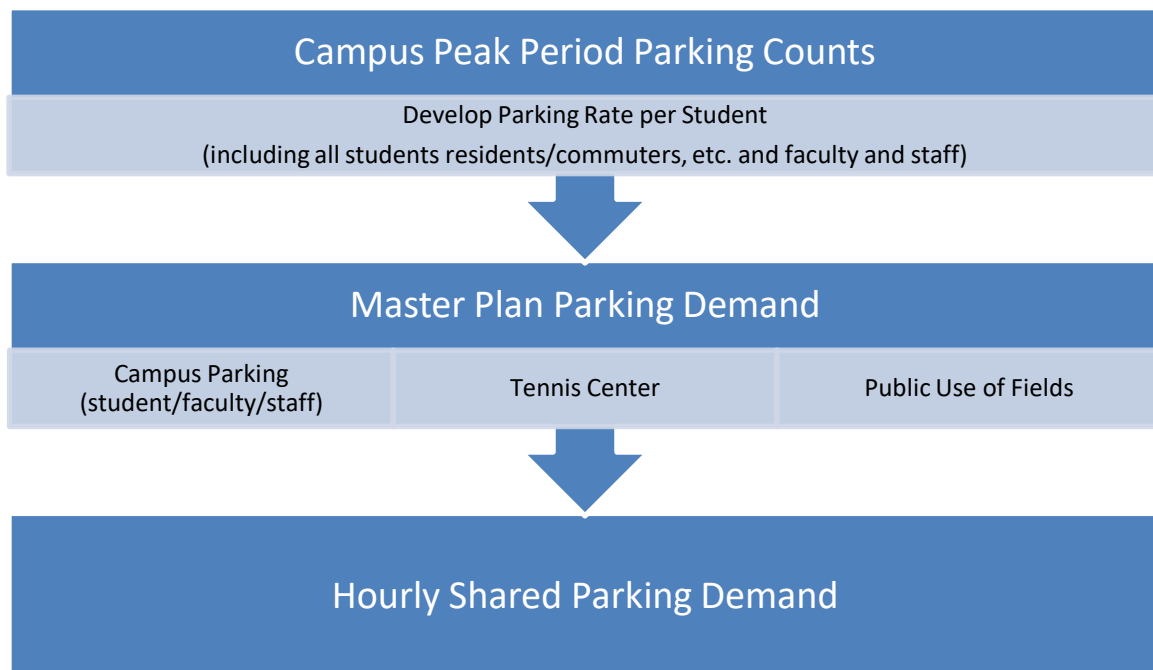 Campus Peak Period Parking Counts
Develop Parking Rate per Student
(including all students residents/commuters, etc. and faculty and staff)
Master Plan Parking Demand
Campus Parking
(student/faculty/staff)
Tennis Center
Public Use of Fields
Hourly Shared Parking Demand